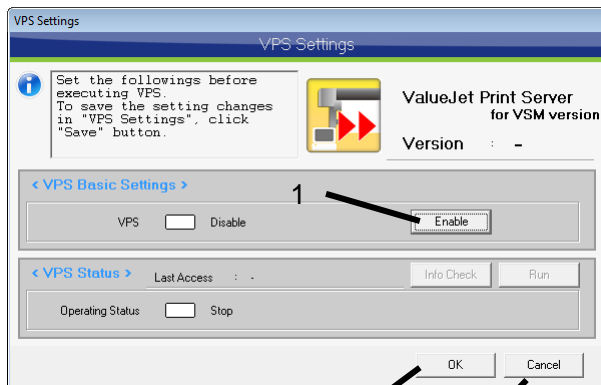 VPS Settings
VPS Settings
Set the followings before
executing VPS.
To save the setting changes
in "VPS Settings", click
"Save" button.
ValueJet Print Server
for VSM version
Version : -
< VPS Basic Settings >
1
VPS Disable Enable
< VPS Status > Last Access : - Info Check Run
Operating Status Stop
OK Cancel